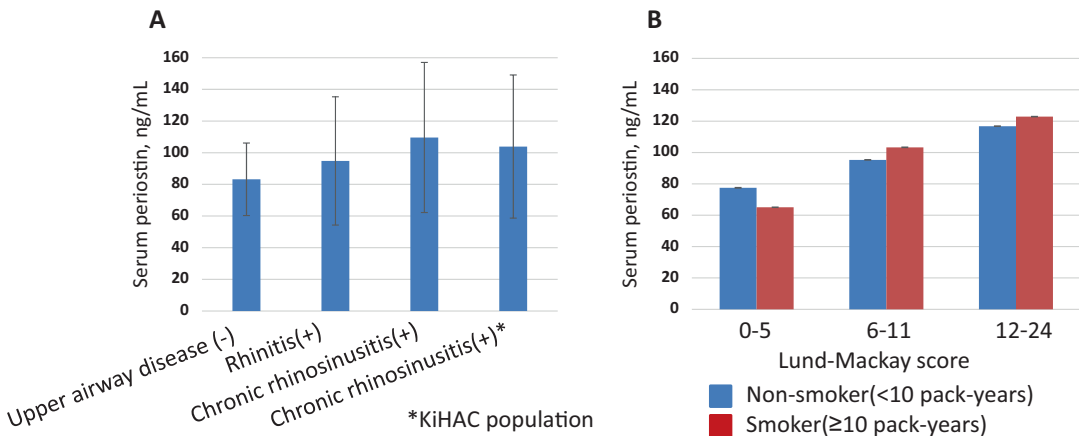 A
Serum periostin, ng/mL
160
140
120
100
80
60
40
20
0
Upper airway disease (-)
Rhinitis(+)
Chronic rhinosinusitis(+)
Chronic rhinosinusitis(+)*
*KiHAC population
B
Serum periostin, ng/mL
160
140
120
100
80
60
40
20
0
0-5 6-11 12-24
Lund-Mackay score
Non-smoker(<10 pack-years)
Smoker(≥10 pack-years)